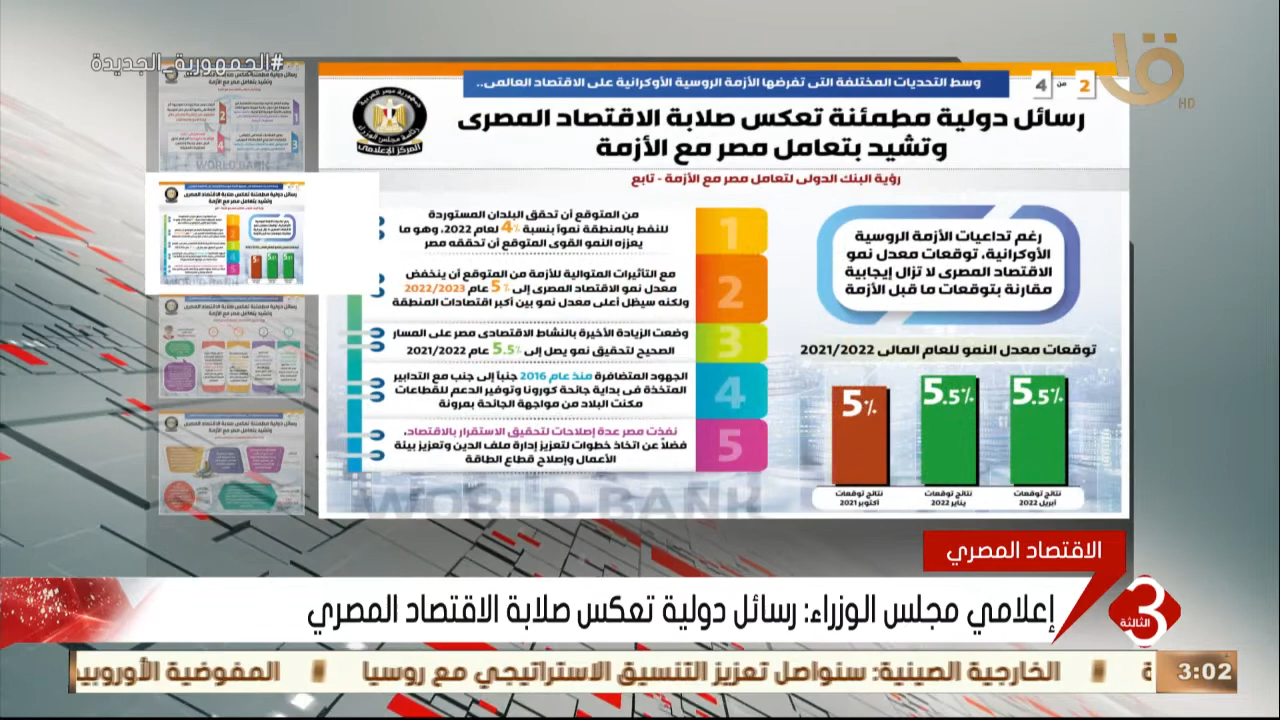 #الجمهورية_الجديدة
HD
وسط التحديات المختلفة التى تفرضها الأزمة الروسية الأوكرانية على الاقتصاد العالمى..
2 من 4
رسائل دولية مطمئنة تعكس صلابة الاقتصاد المصرى
وتشيد بتعامل مصر مع الأزمة
جمهورية مصر العربية
رئاسة مجلس الوزراء
المركز الإعلامى
رؤية البنك الدولى لتعامل مصر مع الأزمة - تابع
رغم تداعيات الأزمة الروسية
الأوكرانية، توقعات معدل نمو
الاقتصاد المصرى لا تزال إيجابية
مقارنة بتوقعات ما قبل الأزمة
توقعات معدل النمو للعام المالى 2021/2022
5.5%
نتائج توقعات
أبريل 2022
5.5%
نتائج توقعات
يناير 2022
5%
نتائج توقعات
أكتوبر 2021
1
من المتوقع أن تحقق البلدان المستوردة
للنفط بالمنطقة نمواً بنسبة 4% لعام 2022، وهو ما
يعززه النمو القوى المتوقع أن تحققه مصر
2
مع التأثيرات المتوالية للأزمة من المتوقع أن ينخفض
معدل نمو الاقتصاد المصرى إلى 5% عام 2022/2023
ولكنه سيظل أعلى معدل نمو بين أكبر اقتصادات المنطقة
3
وضعت الزيادة الأخيرة بالنشاط الاقتصادى مصر على المسار
الصحيح لتحقيق نمو يصل إلى 5.5% عام 2021/2022
4
الجهود المتضافرة منذ عام 2016 جنباً إلى جنب مع التدابير
المتخذة فى بداية جائحة كورونا وتوفير الدعم للقطاعات
مكنت البلاد من مواجهة الجائحة بمرونة
5
نفذت مصر عدة إصلاحات لتحقيق الاستقرار بالاقتصاد،
فضلاً عن اتخاذ خطوات لتعزيز إدارة ملف الدين وتعزيز بيئة
الأعمال وإصلاح قطاع الطاقة
WORLD BANK
الاقتصاد المصري
إعلامي مجلس الوزراء: رسائل دولية تعكس صلابة الاقتصاد المصري
3
الثالثة
الخارجية الصينية: سنواصل تعزيز التنسيق الاستراتيجي مع روسيا
المفوضية
3:02